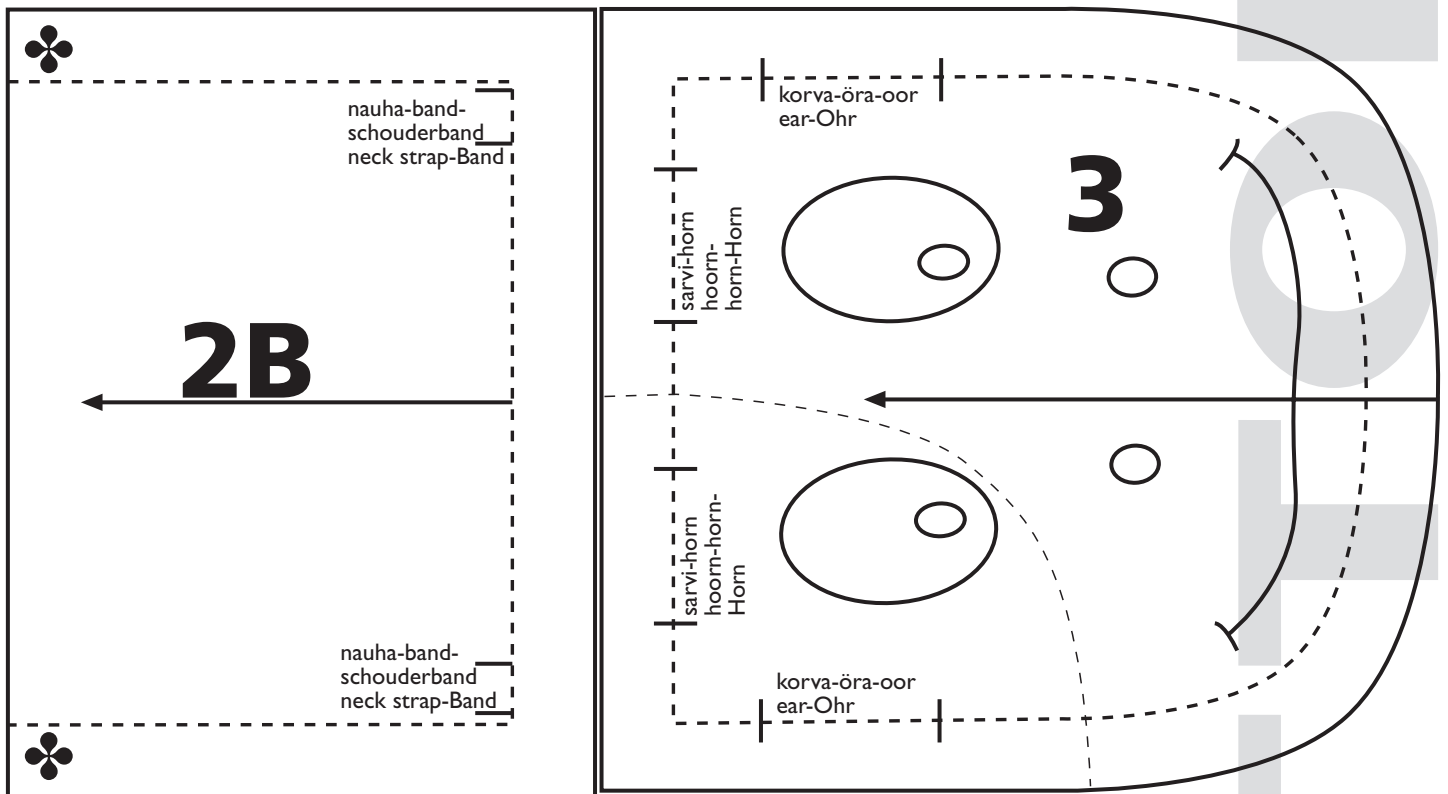 nauha-band-
schouderband
neck strap-Band
2B
nauha-band-
schouderband
neck strap-Band
korva-öra-oor
ear-Ohr
3
sarvi-horn
hoorn-
horn-Horn
sarvi-horn
hoorn-horn-
Horn
korva-öra-oor
ear-Ohr